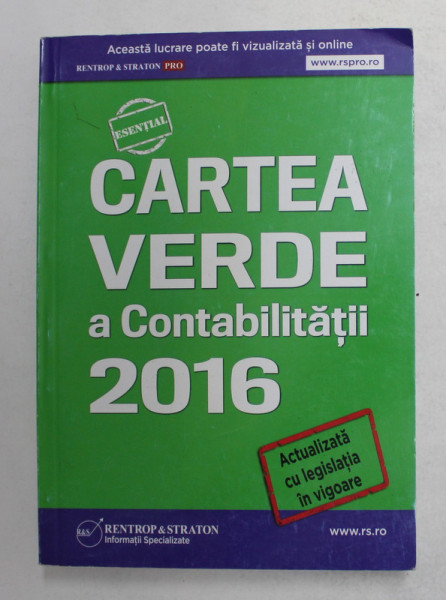 Această lucrare poate fi vizualizată și online
RENTROP & STRATON PRO
www.rspro.ro
ESENȚIAL
CARTEA
VERDE
a Contabilității
2016
Actualizată
cu legislația
în vigoare
R&S
RENTROP & STRATON
Informații Specializate
www.rs.ro